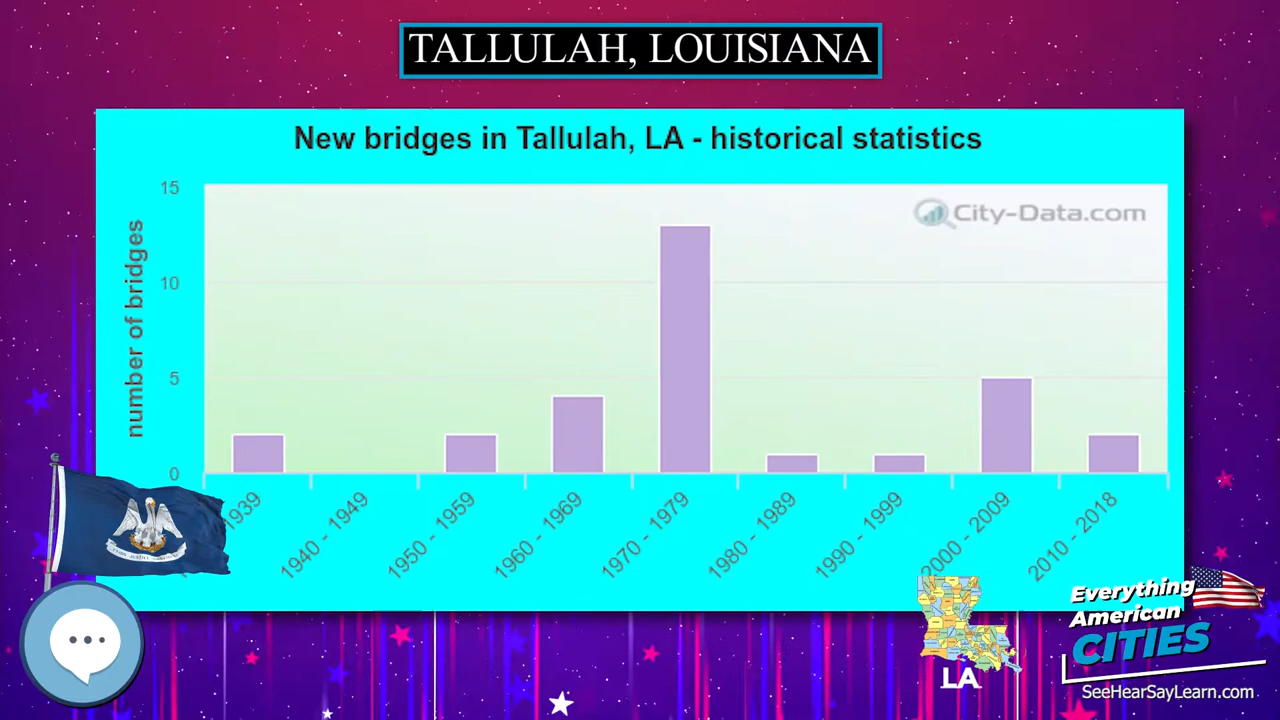 TALLULAH, LOUISIANA
New bridges in Tallulah, LA - historical statistics
City-Data.com
number of bridges
15
10
5
0
1939
1940 - 1949
1950 - 1959
1960 - 1969
1970 - 1979
1980 - 1989
1990 - 1999
2000 - 2009
2010 - 2018
LA
Everything
American
CITIES
SeeHearSayLearn.com